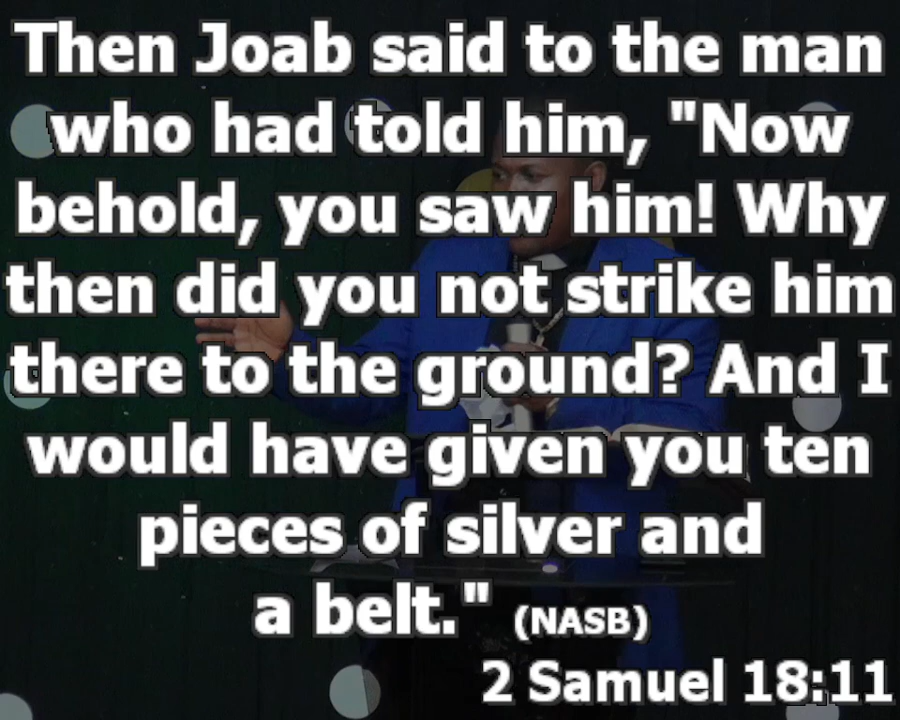 Then Joab said to the man
who had told him, "Now
behold, you saw him! Why
then did you not strike him
there to the ground? And I
would have given you ten
pieces of silver and
a belt." (NASB)
2 Samuel 18:11